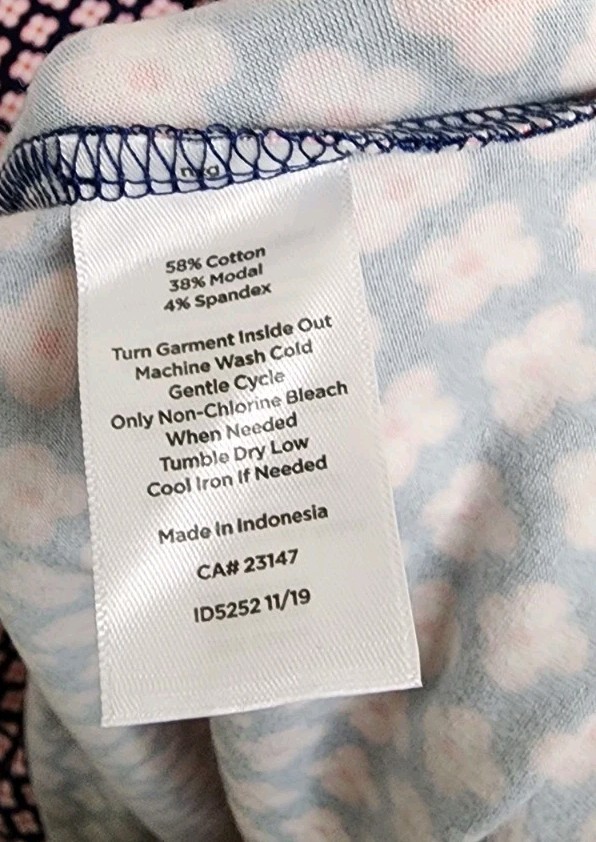 58% Cotton
38% Modal
4% Spandex
Turn Garment Inside Out
Machine Wash Cold
Gentle Cycle
Only Non-Chlorine Bleach
When Needed
Tumble Dry Low
Cool Iron If Needed
Made in Indonesia
CA# 23147
ID5252 11/19